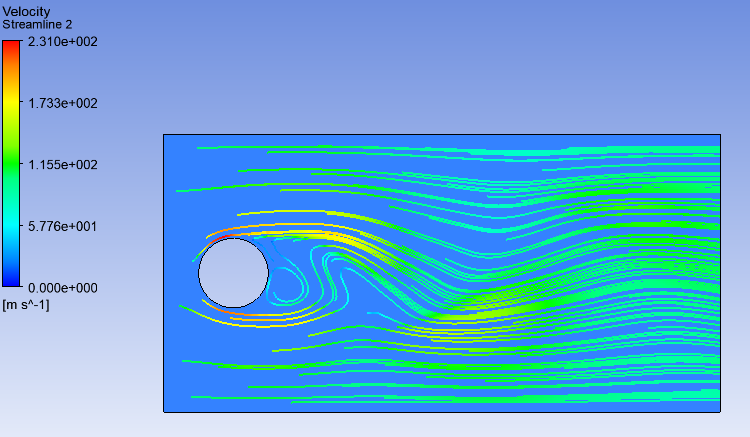 Velocity
Streamline 2
2.310e+002
1.733e+002
1.155e+002
5.776e+001
0.000e+000
[m s^-1]